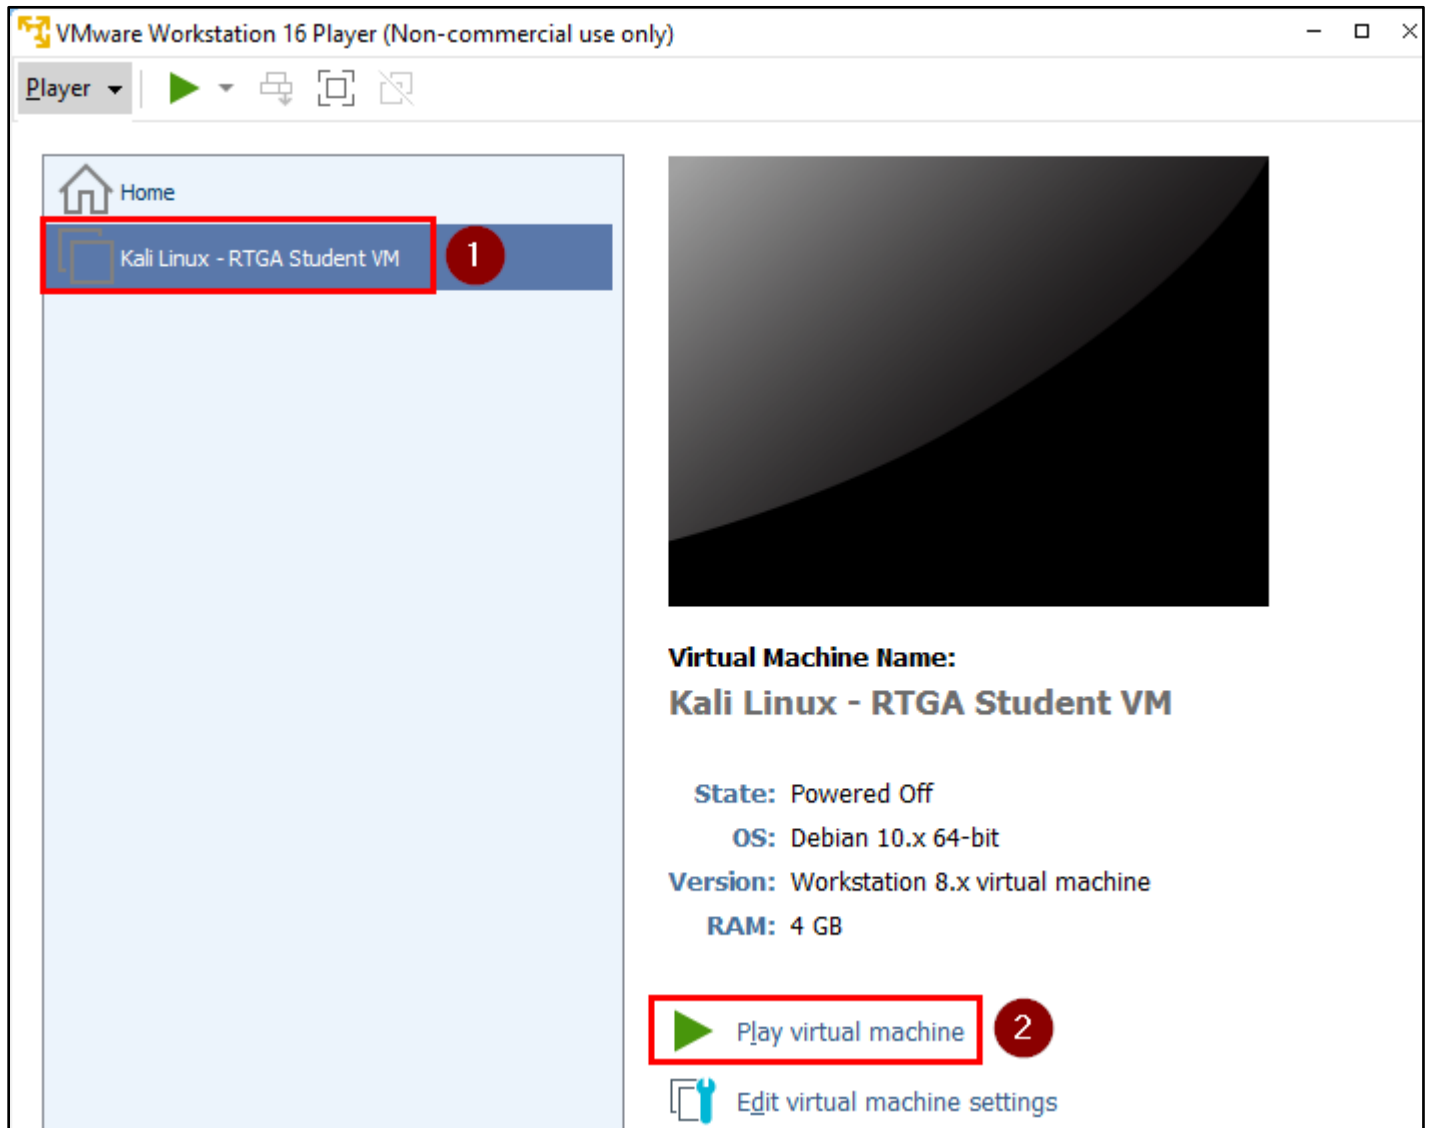 VMware Workstation 16 Player (Non-commercial use only)
Player
Home
Kali Linux - RTGA Student VM
1
Virtual Machine Name:
Kali Linux - RTGA Student VM
State: Powered Off
OS: Debian 10.x 64-bit
Version: Workstation 8.x virtual machine
RAM: 4 GB
Play virtual machine
2
Edit virtual machine settings